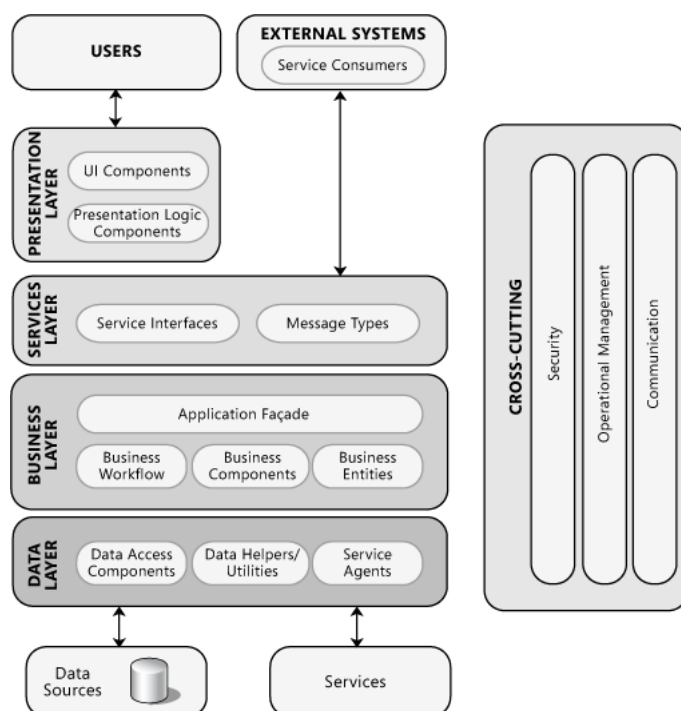 USERS
EXTERNAL SYSTEMS
Service Consumers
PRESENTATION
LAYER
UI Components
Presentation Logic
Components
SERVICES
LAYER
Service Interfaces
Message Types
BUSINESS
LAYER
Application Façade
Business
Workflow
Business
Components
Business
Entities
DATA
LAYER
Data Access
Components
Data Helpers/
Utilities
Service
Agents
Data
Sources
Services
CROSS-CUTTING
Security
Operational Management
Communication